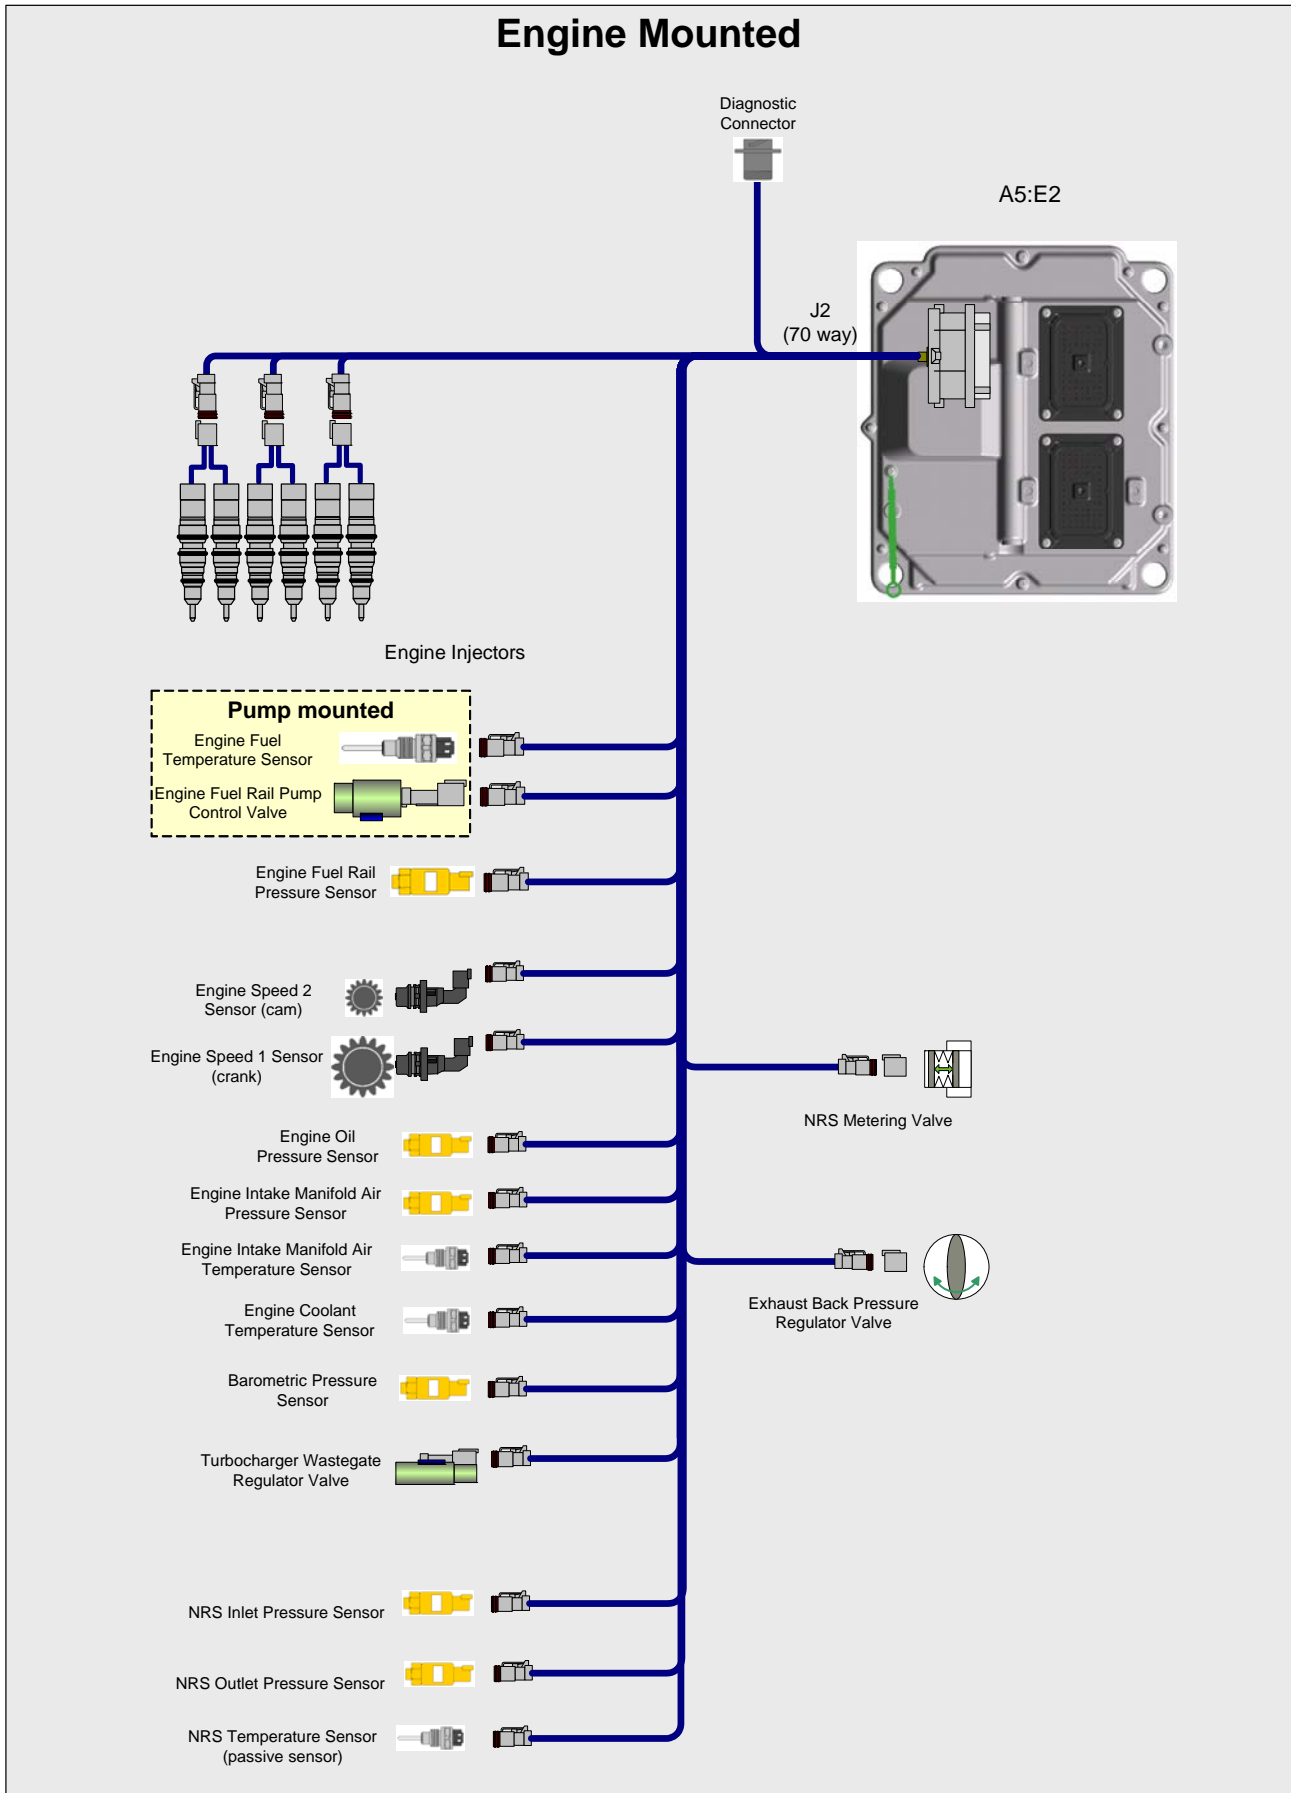 Engine Mounted
Diagnostic
Connector
A5:E2
J2
(70 way)
Engine Injectors
Pump mounted
Engine Fuel
Temperature Sensor
Engine Fuel Rail Pump
Control Valve
Engine Fuel Rail
Pressure Sensor
Engine Speed 2
Sensor (cam)
Engine Speed 1 Sensor
(crank)
NRS Metering Valve
Engine Oil
Pressure Sensor
Engine Intake Manifold Air
Pressure Sensor
Engine Intake Manifold Air
Temperature Sensor
Exhaust Back Pressure
Regulator Valve
Engine Coolant
Temperature Sensor
Barometric Pressure
Sensor
Turbocharger Wastegate
Regulator Valve
NRS Inlet Pressure Sensor
NRS Outlet Pressure Sensor
NRS Temperature Sensor
(passive sensor)